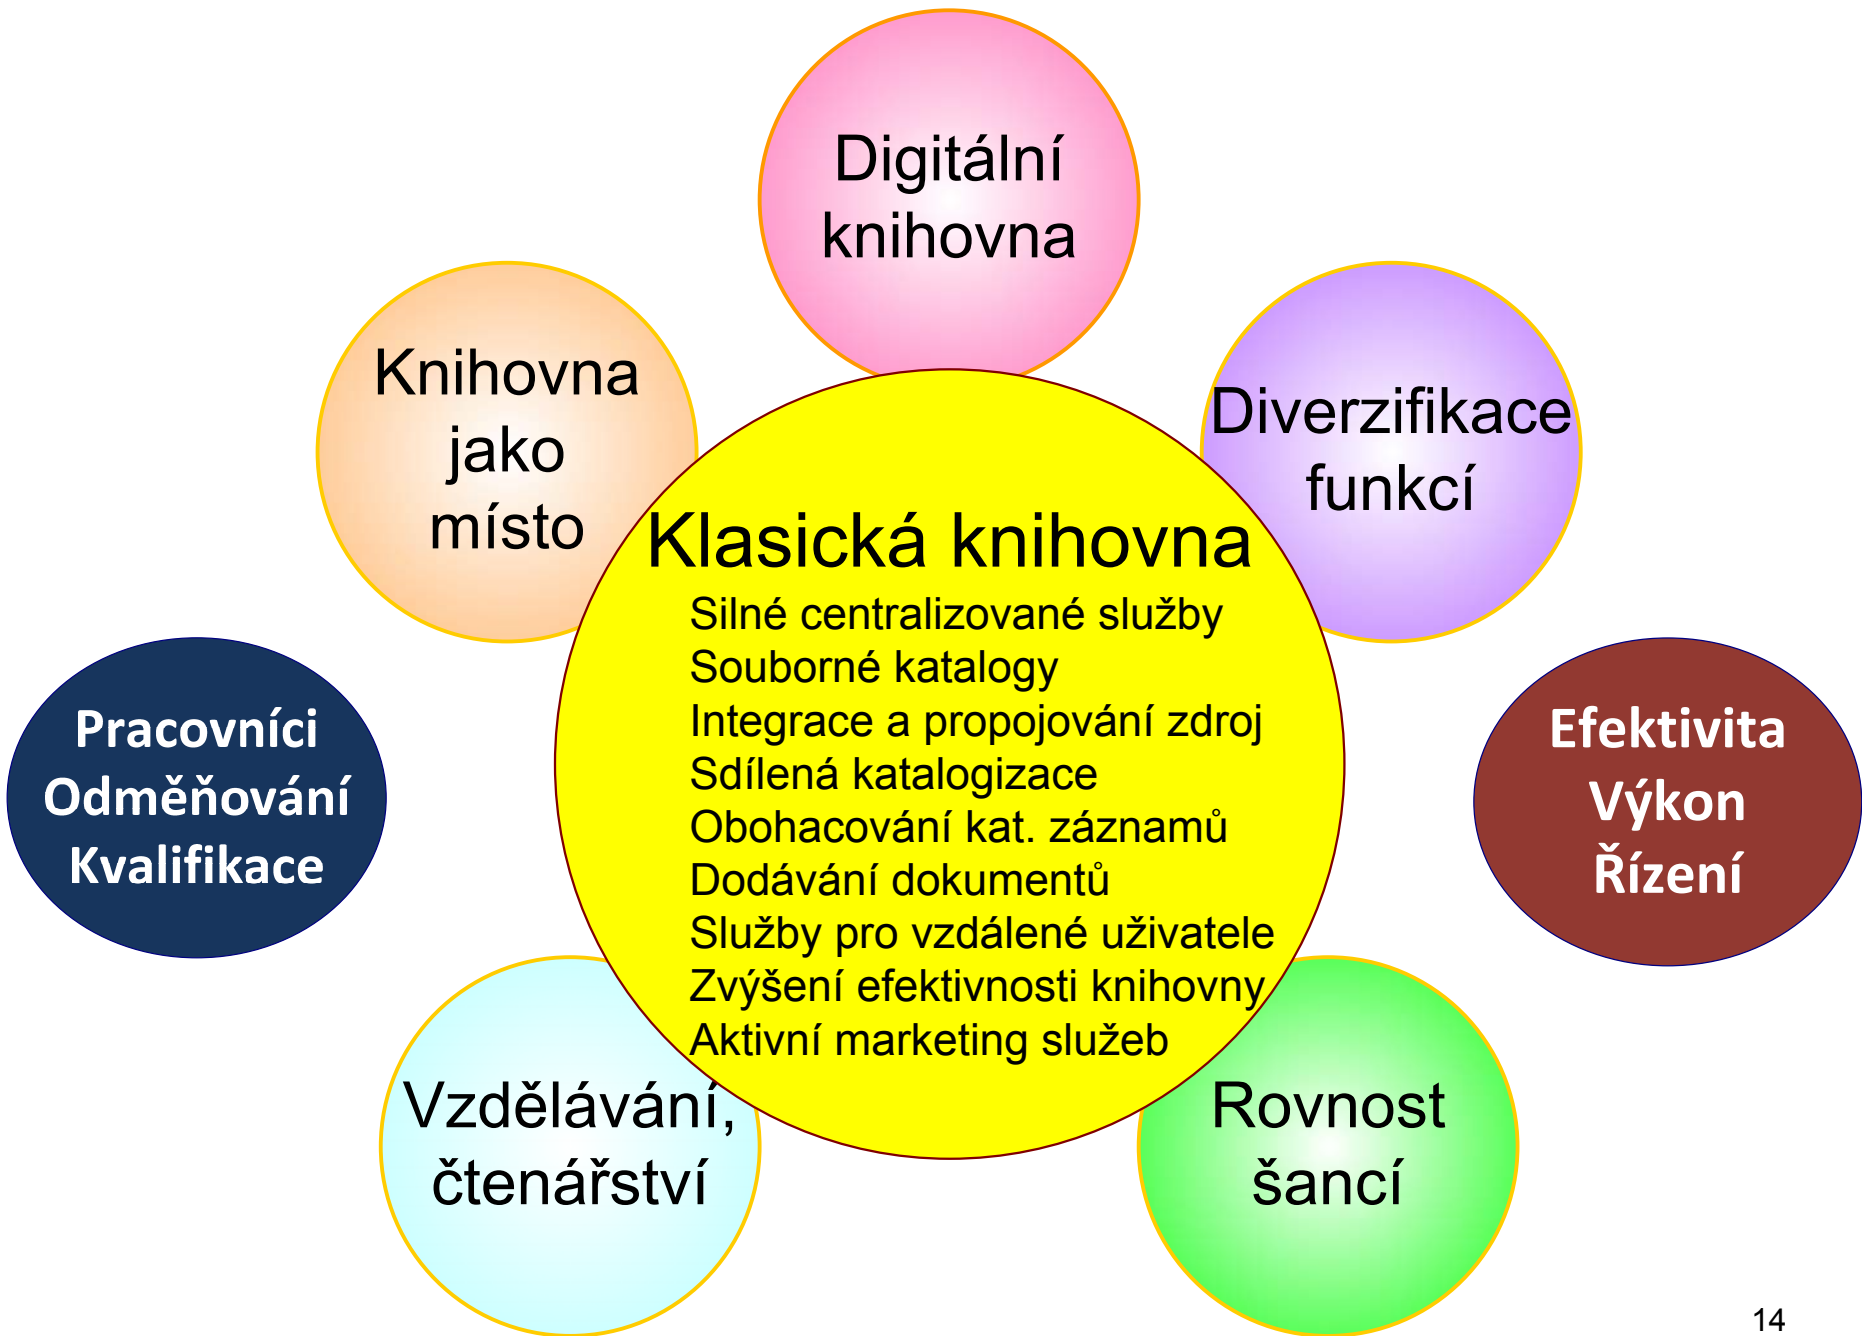 Digitální
knihovna
Knihovna
jako
místo
Diverzifikace
funkcí
Klasická knihovna
Silné centralizované služby
Souborné katalogy
Integrace a propojování zdroj
Sdílená katalogizace
Obohacování kat. záznamů
Dodávání dokumentů
Služby pro vzdálené uživatele
Zvýšení efektivnosti knihovny
Aktivní marketing služeb
Pracovníci
Odměňování
Kvalifikace
Efektivita
Výkon
Řízení
Vzdělávání,
čtenářství
Rovnost
šancí
14